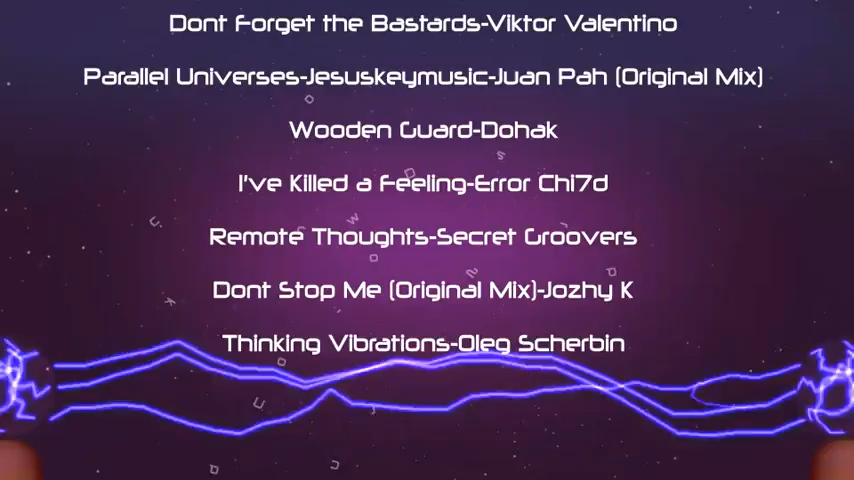 Dont Forget the Bastards-Viktor Valentino
Parallel Universes-Jesuskeymusic-Juan Pah (Original Mix)
Wooden Guard-Dohak
I've Killed a Feeling-Error Chi7d
Remote Thoughts-Secret Groovers
Dont Stop Me (Original Mix)-Jozhy K
Thinking Vibrations-Oleg Scherbin